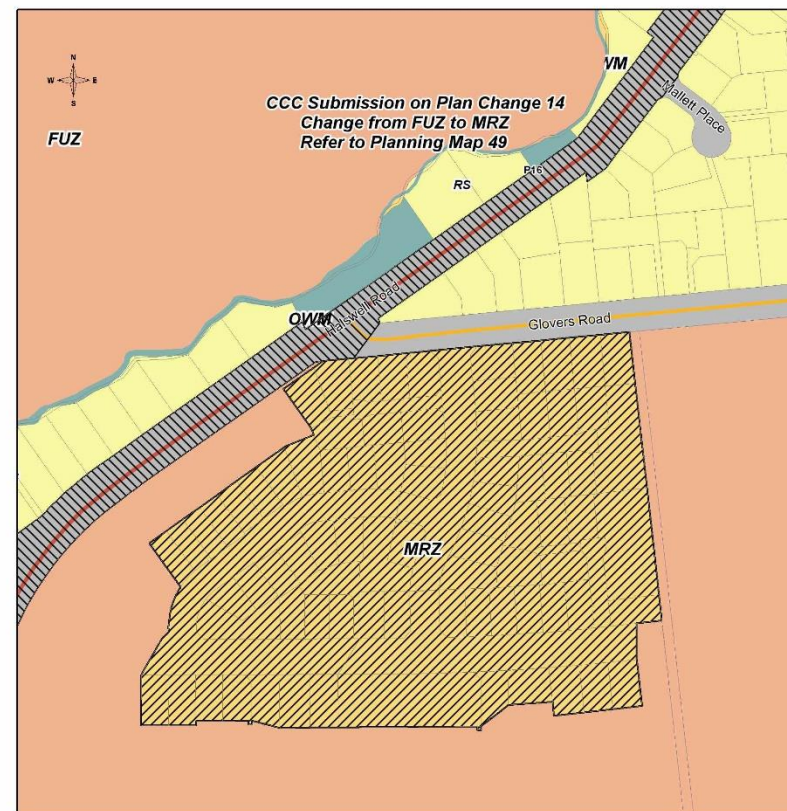 N
W E
S
CCC Submission on Plan Change 14
Change from FUZ to MRZ
Refer to Planning Map 49
FUZ
WM
Mallett Place
P16
RS
OWM
Halswell Road
Glovers Road
MRZ